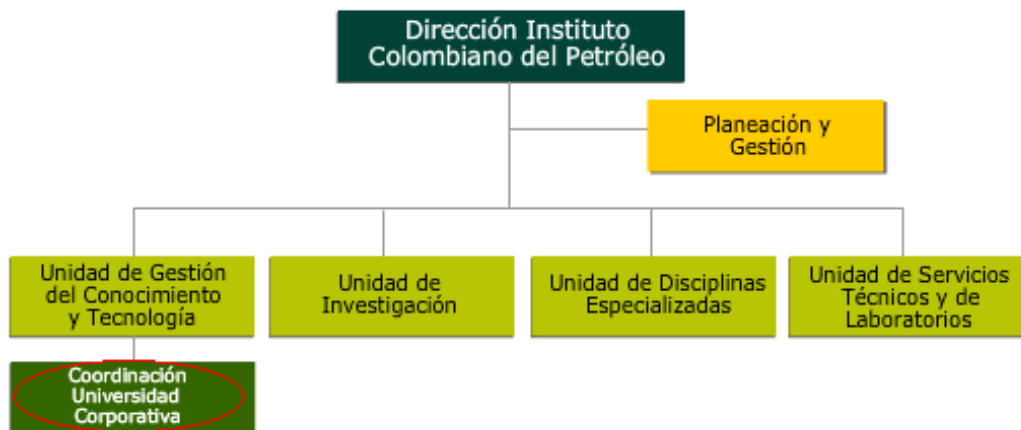 Dirección Instituto
Colombiano del Petróleo
Planeación y
Gestión
Unidad de Gestión
del Conocimiento
y Tecnología
Unidad de
Investigación
Unidad de Disciplinas
Especializadas
Unidad de Servicios
Técnicos y de
Laboratorios
Coordinación
Universidad
Corporativa